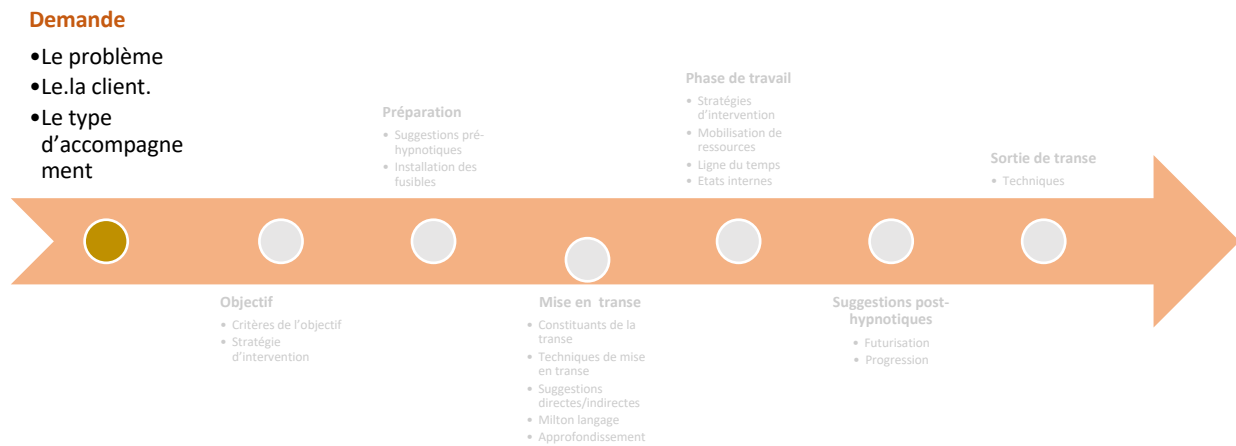 Demande
•Le problème
•Le.la client.
•Le type
d’accompagne
ment
Préparation
• Suggestions pré-
hypnotiques
• Installation des
fusibles
Phase de travail
• Stratégies
d’intervention
• Mobilisation de
ressources
• Ligne du temps
• Etats internes
Sortie de transe
• Techniques
Objectif
• Critères de l’objectif
• Stratégie
d’intervention
Mise en transe
• Constituants de la
transe
• Techniques de mise
en transe
• Suggestions
directes/indirectes
• Milton langage
• Approfondissement
Suggestions post-
hypnotiques
• Futurisation
• Progression